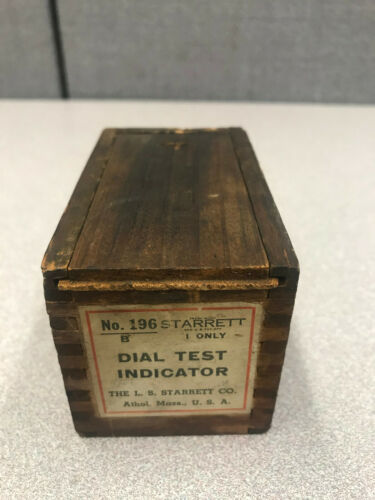 No. 196 STARRETT
B 1 ONLY
DIAL TEST
INDICATOR
THE L. S. STARRETT CO.
Athol, Mass., U. S. A.